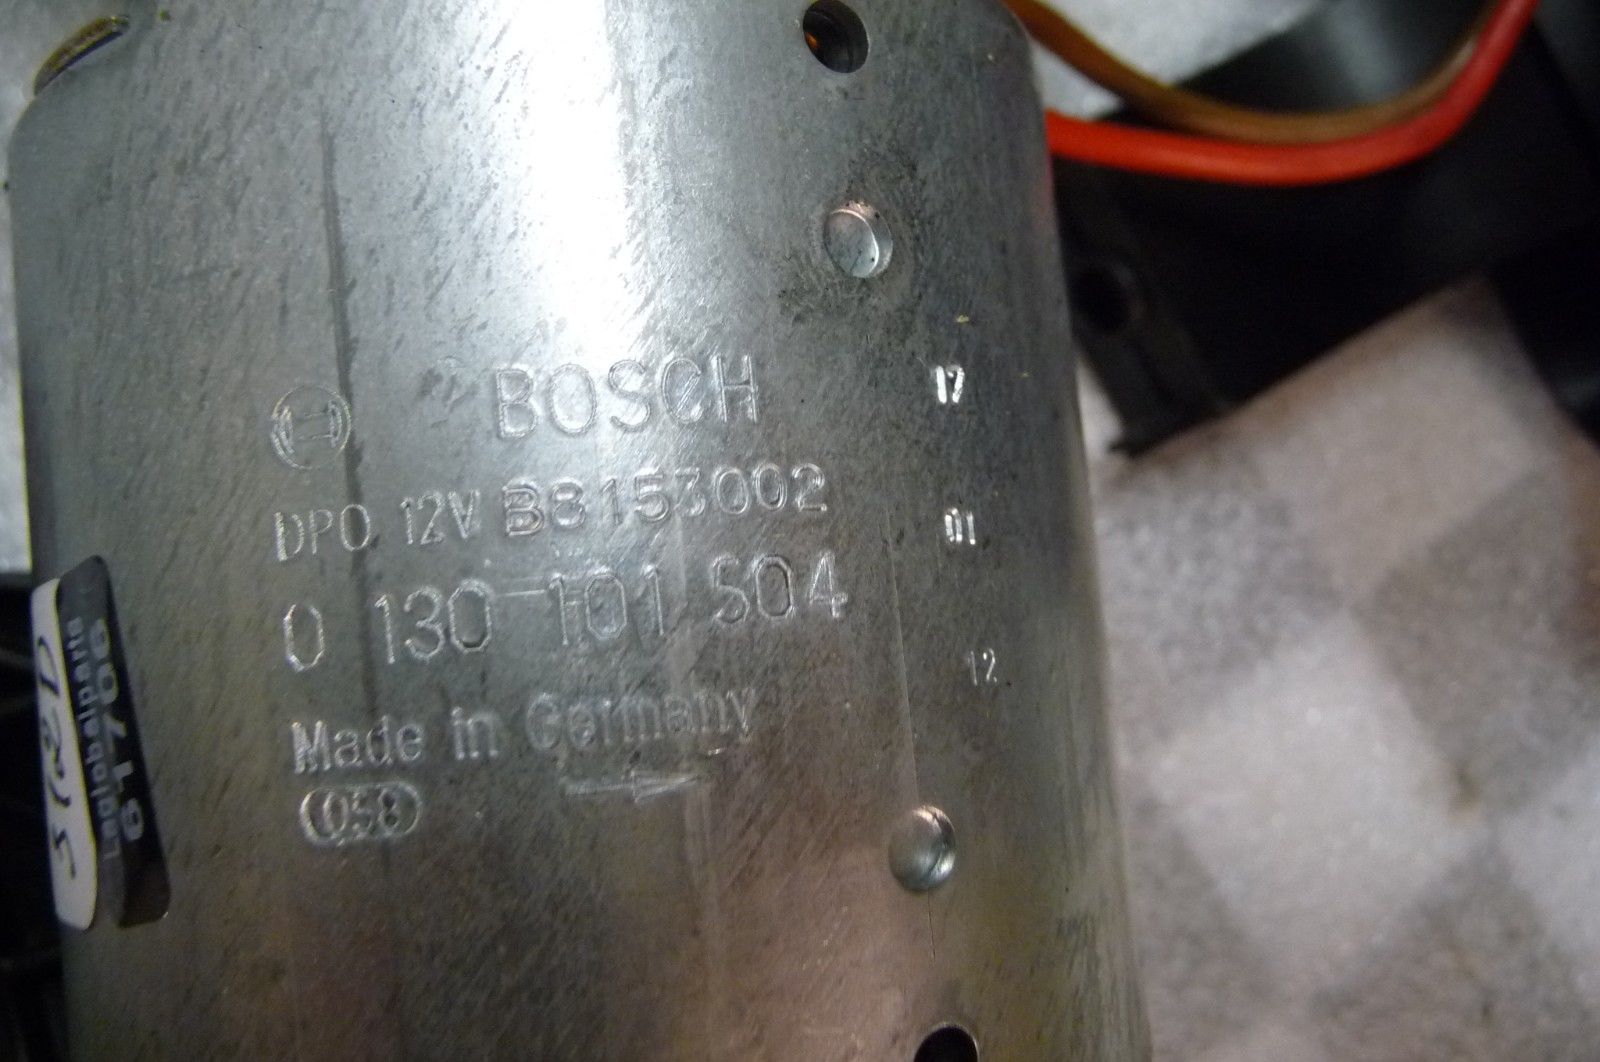 BOSCH
DPO 12V B8153002
0 130 101 504
Made in Germany
058
17
01
12